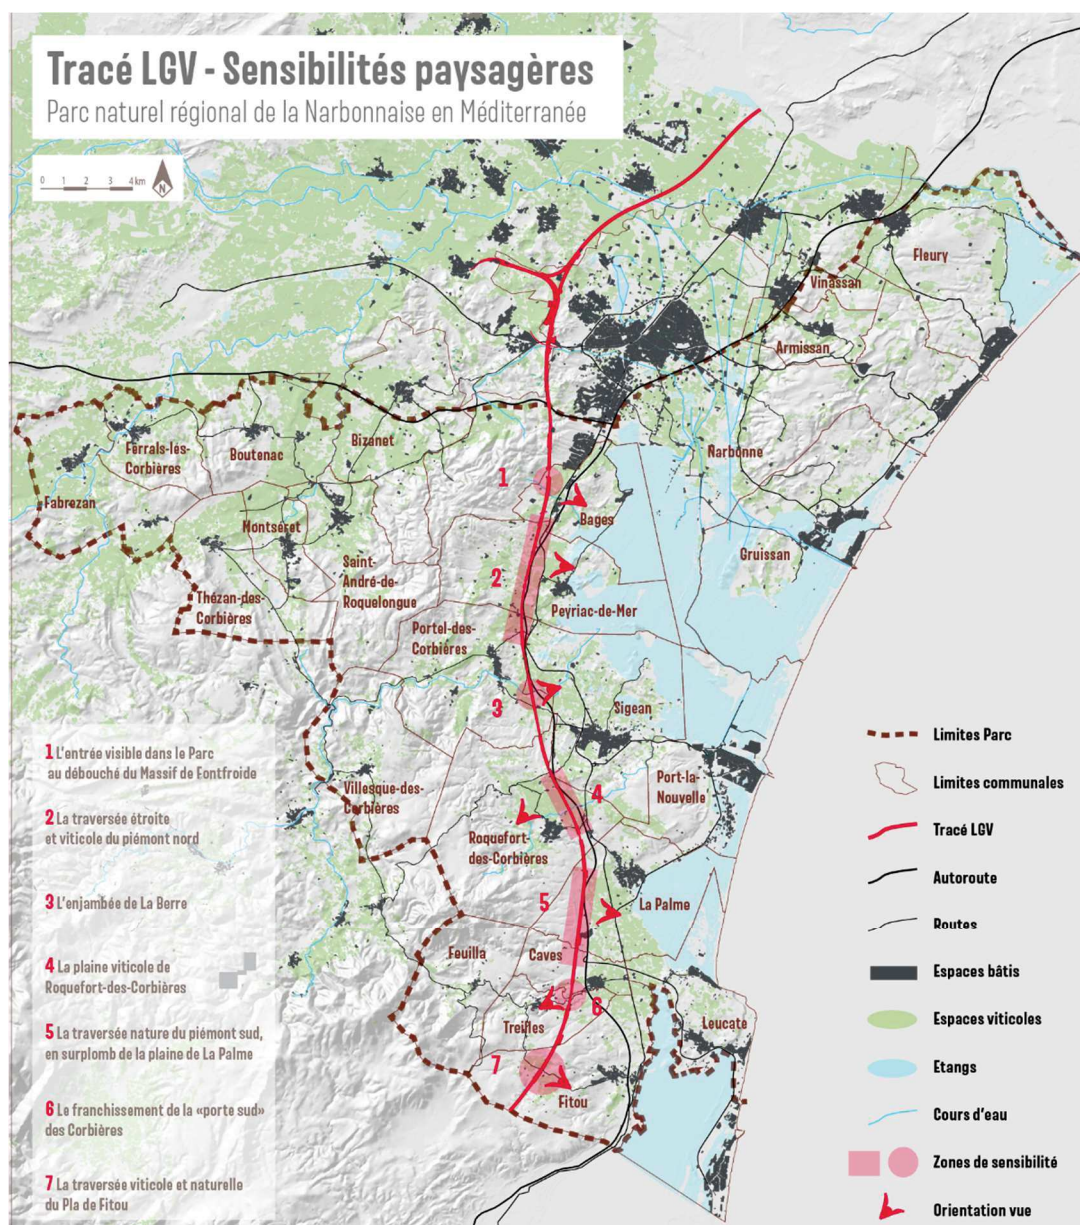 Tracé LGV - Sensibilités paysagères
Parc naturel régional de la Narbonnaise en Méditerranée
0 1 2 3 4 km
N
Fleury
Vinassan
Armissan
Narbonne
Ferrals-les-
Corbières
Boutenac
Bizanet
Fabrezan
Montséret
1
Bages
Gruissan
Saint-
André-de-
Roquelongue
2
Thézan-des-
Corbières
Peyriac-de-Mer
Portel-des-
Corbières
3
Sigean
Villesque-des-
Corbières
4
Port-la-
Nouvelle
Roquefort-
des-Corbières
5
La Palme
Feuilla
Caves
6
Treilles
Leucate
7
Fitou
1 L'entrée visible dans le Parc
au débouché du Massif de Fontfroide
2 La traversée étroite
et viticole du piémont nord
3 L'enjambée de La Berre
4 La plaine viticole de
Roquefort-des-Corbières
5 La traversée nature du piémont sud,
en surplomb de la plaine de La Palme
6 Le franchissement de la «porte sud»
des Corbières
7 La traversée viticole et naturelle
du Pla de Fitou
Limites Parc
Limites communales
Tracé LGV
Autoroute
Routes
Espaces bâtis
Espaces viticoles
Etangs
Cours d'eau
Zones de sensibilité
Orientation vue